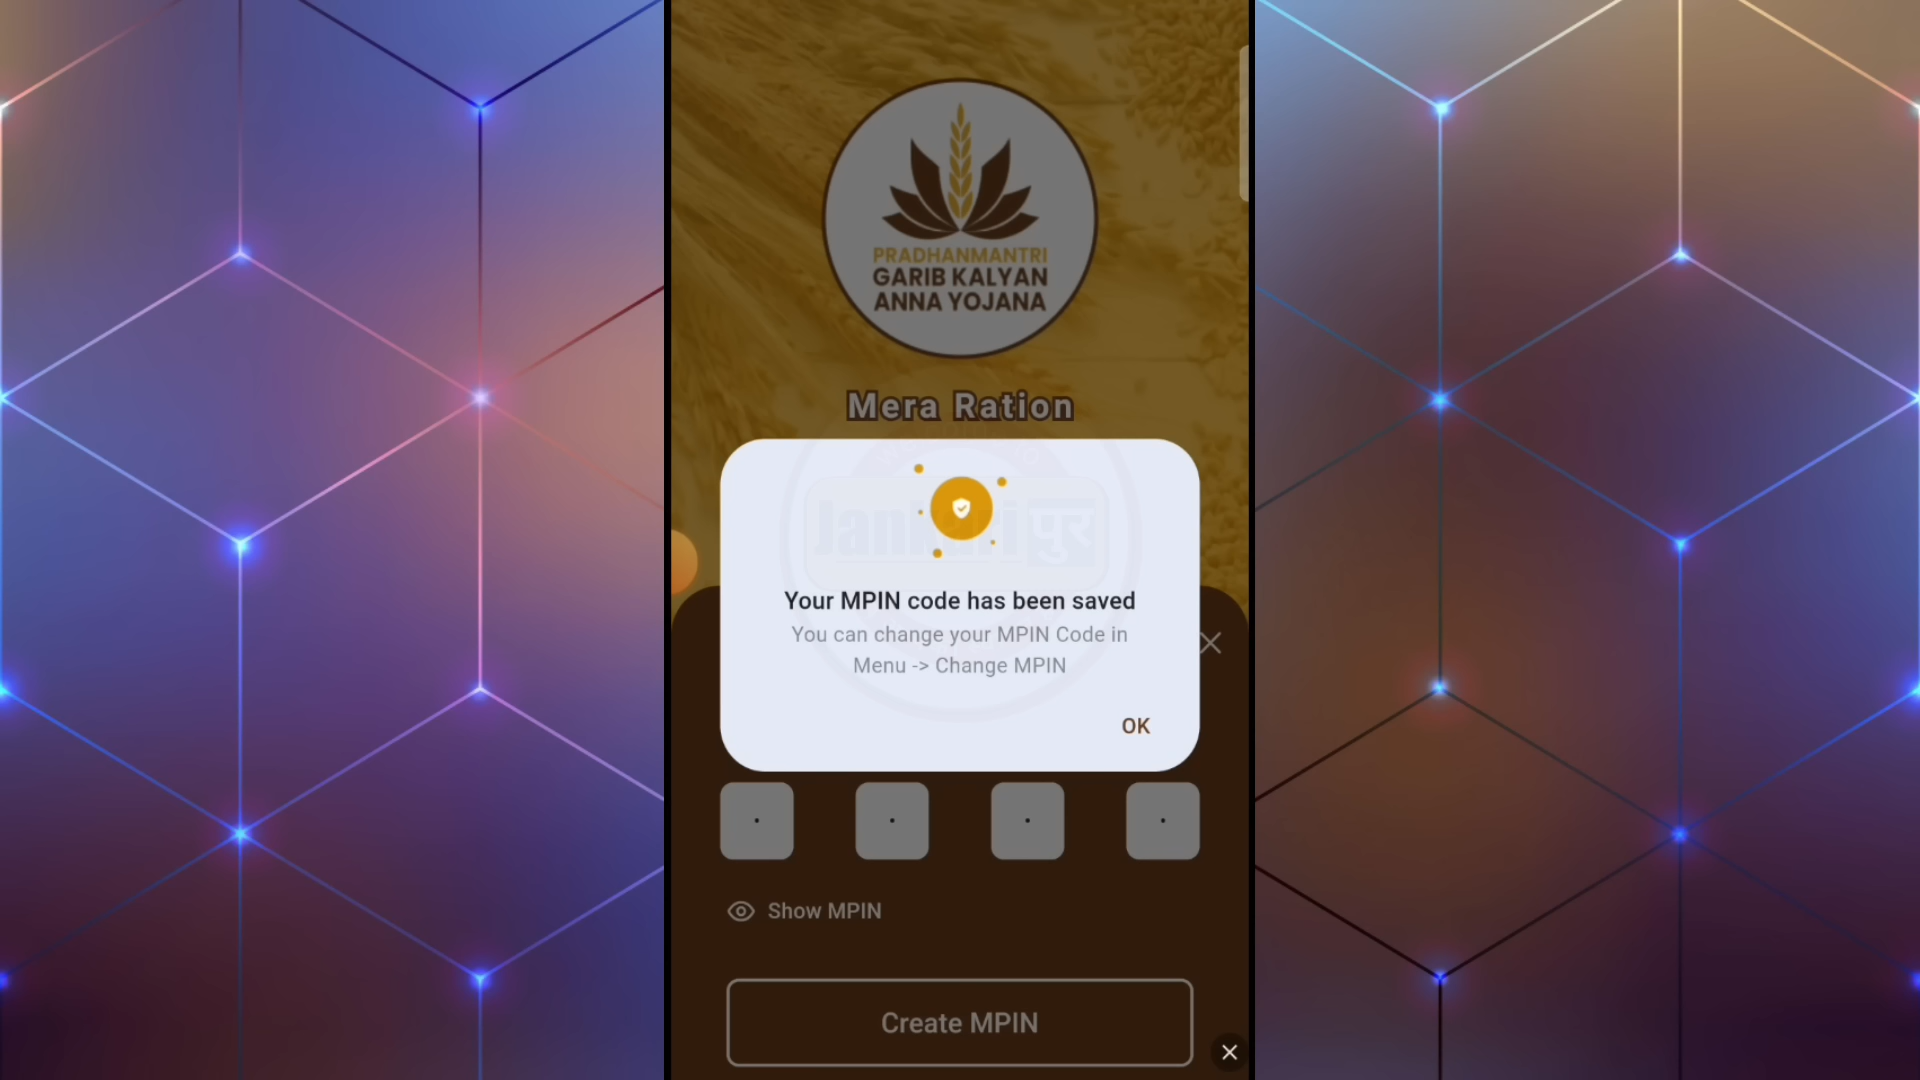 PRADHANMANTRI
GARIB KALYAN
ANNA YOJANA
Mera Ration
Jankari पुर
Your MPIN code has been saved
You can change your MPIN Code in
Menu -> Change MPIN
OK
Show MPIN
Create MPIN